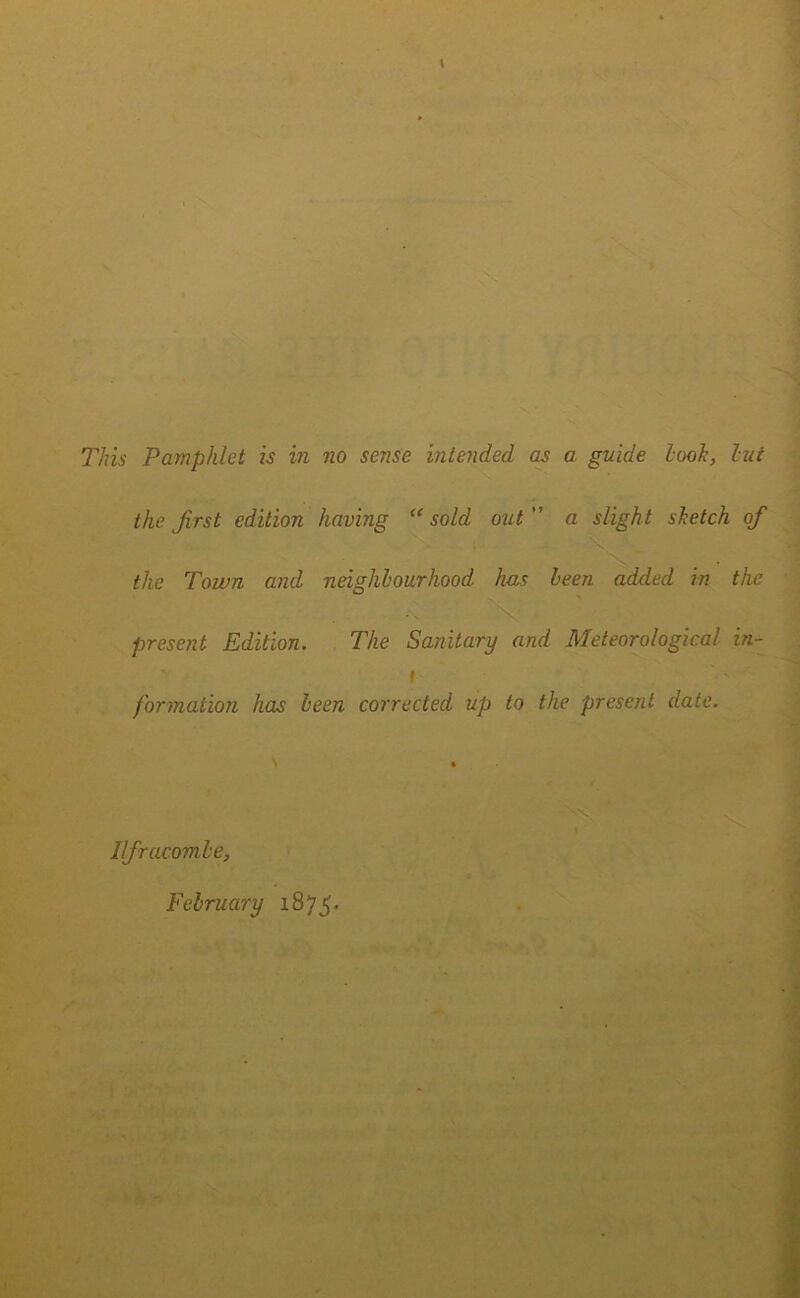 This Pamphlet is in no sense intended as a guide book, but
the first edition having “sold out” a slight sketch of
the Town and neighbourhood has been added in the
present Edition. The Sanitary and Meteorological in-
formation has been corrected up to the present date.
Ilfracombe,
February 1875.